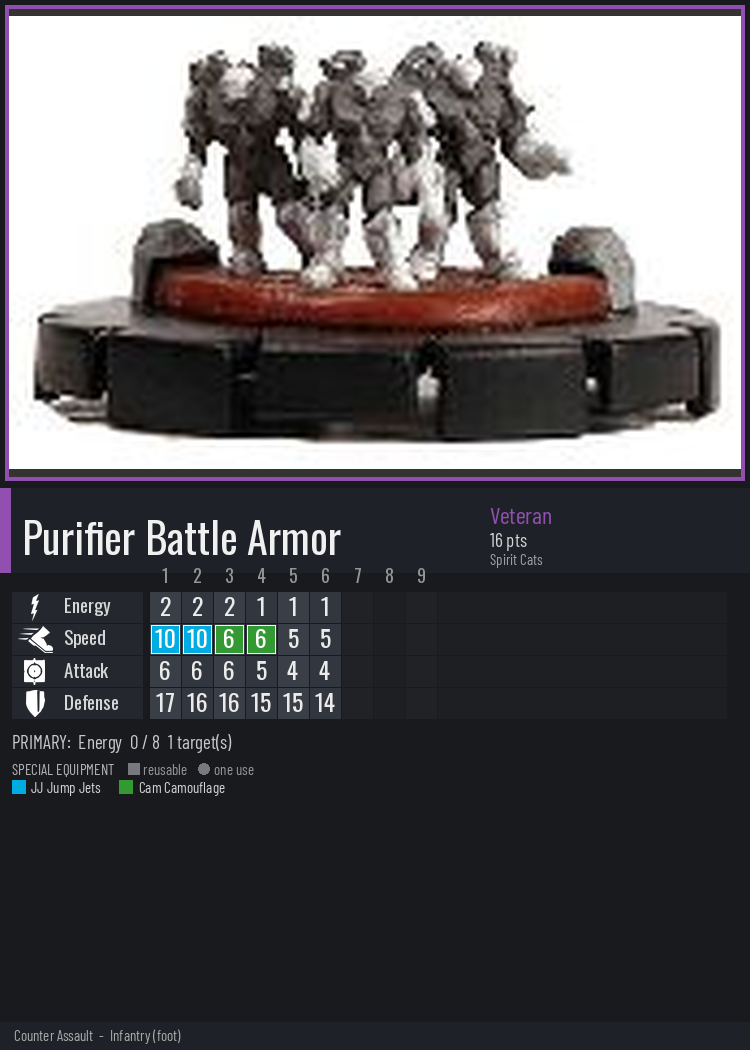 Purifier Battle Armor
Veteran
16 pts
Spirit Cats
1 2 3 4 5 6 7 8 9
Energy 2 2 2 1 1 1
Speed 10 10 6 6 5 5
Attack 6 6 6 5 4 4
Defense 17 16 16 15 15 14
PRIMARY: Energy 0 / 8 1 target(s)
SPECIAL EQUIPMENT reusable one use
JJ Jump Jets Cam Camouflage
Counter Assault - Infantry (foot)